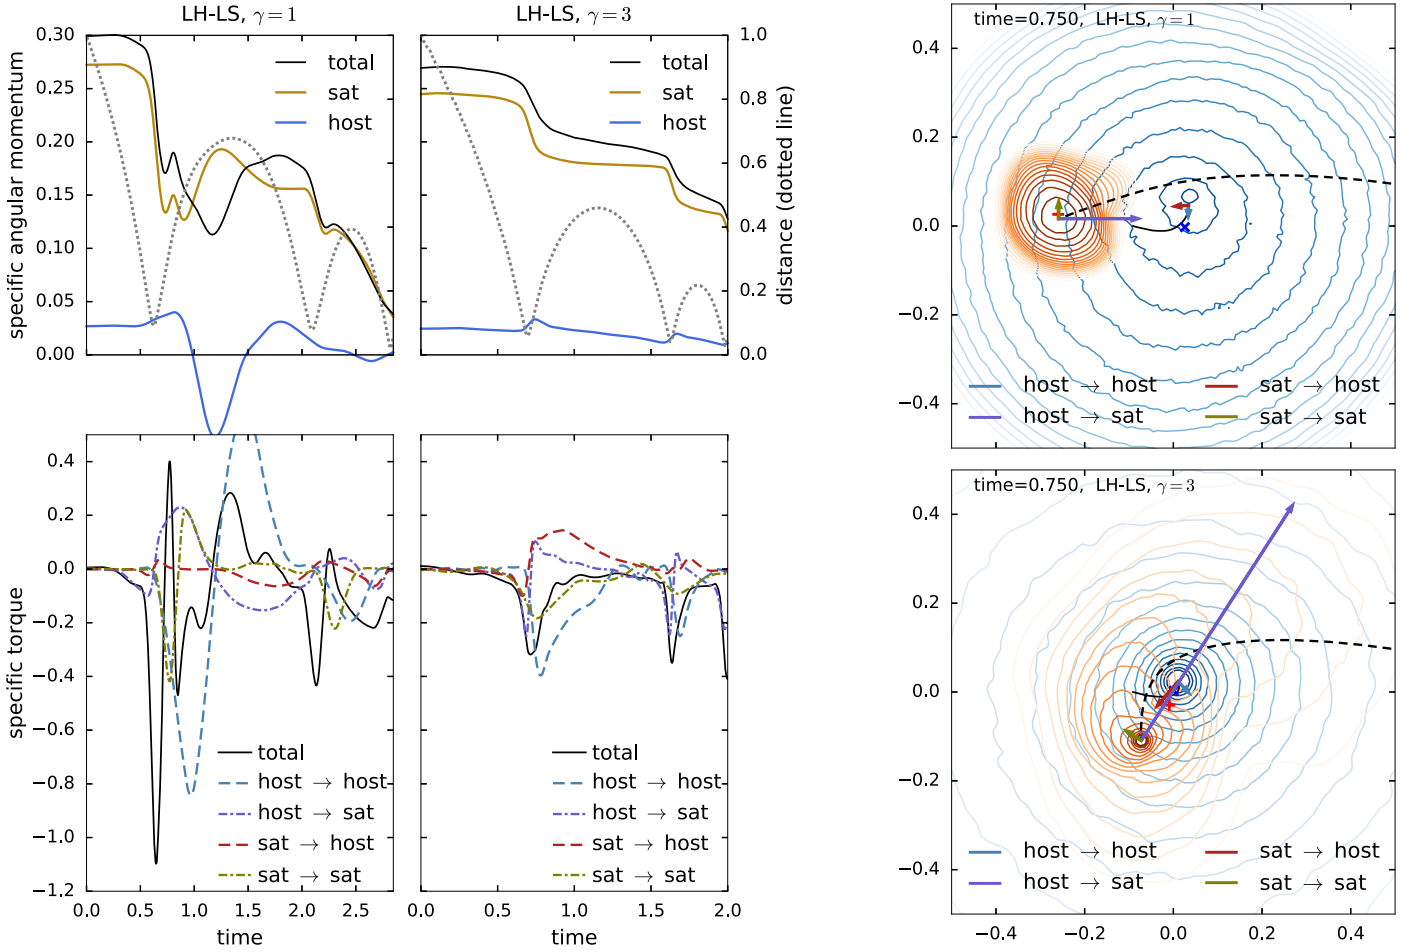 LH-LS, γ = 1
LH-LS, γ = 3
0.30
0.25
0.20
0.15
0.10
0.05
0.00
specific angular momentum
total
sat
host
total
sat
host
1.0
0.8
0.6
0.4
0.2
0.0
distance (dotted line)
0.4
0.2
0.0
−0.2
−0.4
−0.6
−0.8
−1.0
−1.2
specific torque
total
host → host
host → sat
sat → host
sat → sat
total
host → host
host → sat
sat → host
sat → sat
0.0 0.5 1.0 1.5 2.0 2.5
time
0.0 0.5 1.0 1.5 2.0
time
time=0.750, LH-LS, γ = 1
0.4
0.2
0.0
−0.2
−0.4
host → host
host → sat
sat → host
sat → sat
time=0.750, LH-LS, γ = 3
0.4
0.2
0.0
−0.2
−0.4
host → host
host → sat
sat → host
sat → sat
−0.4 −0.2 0.0 0.2 0.4